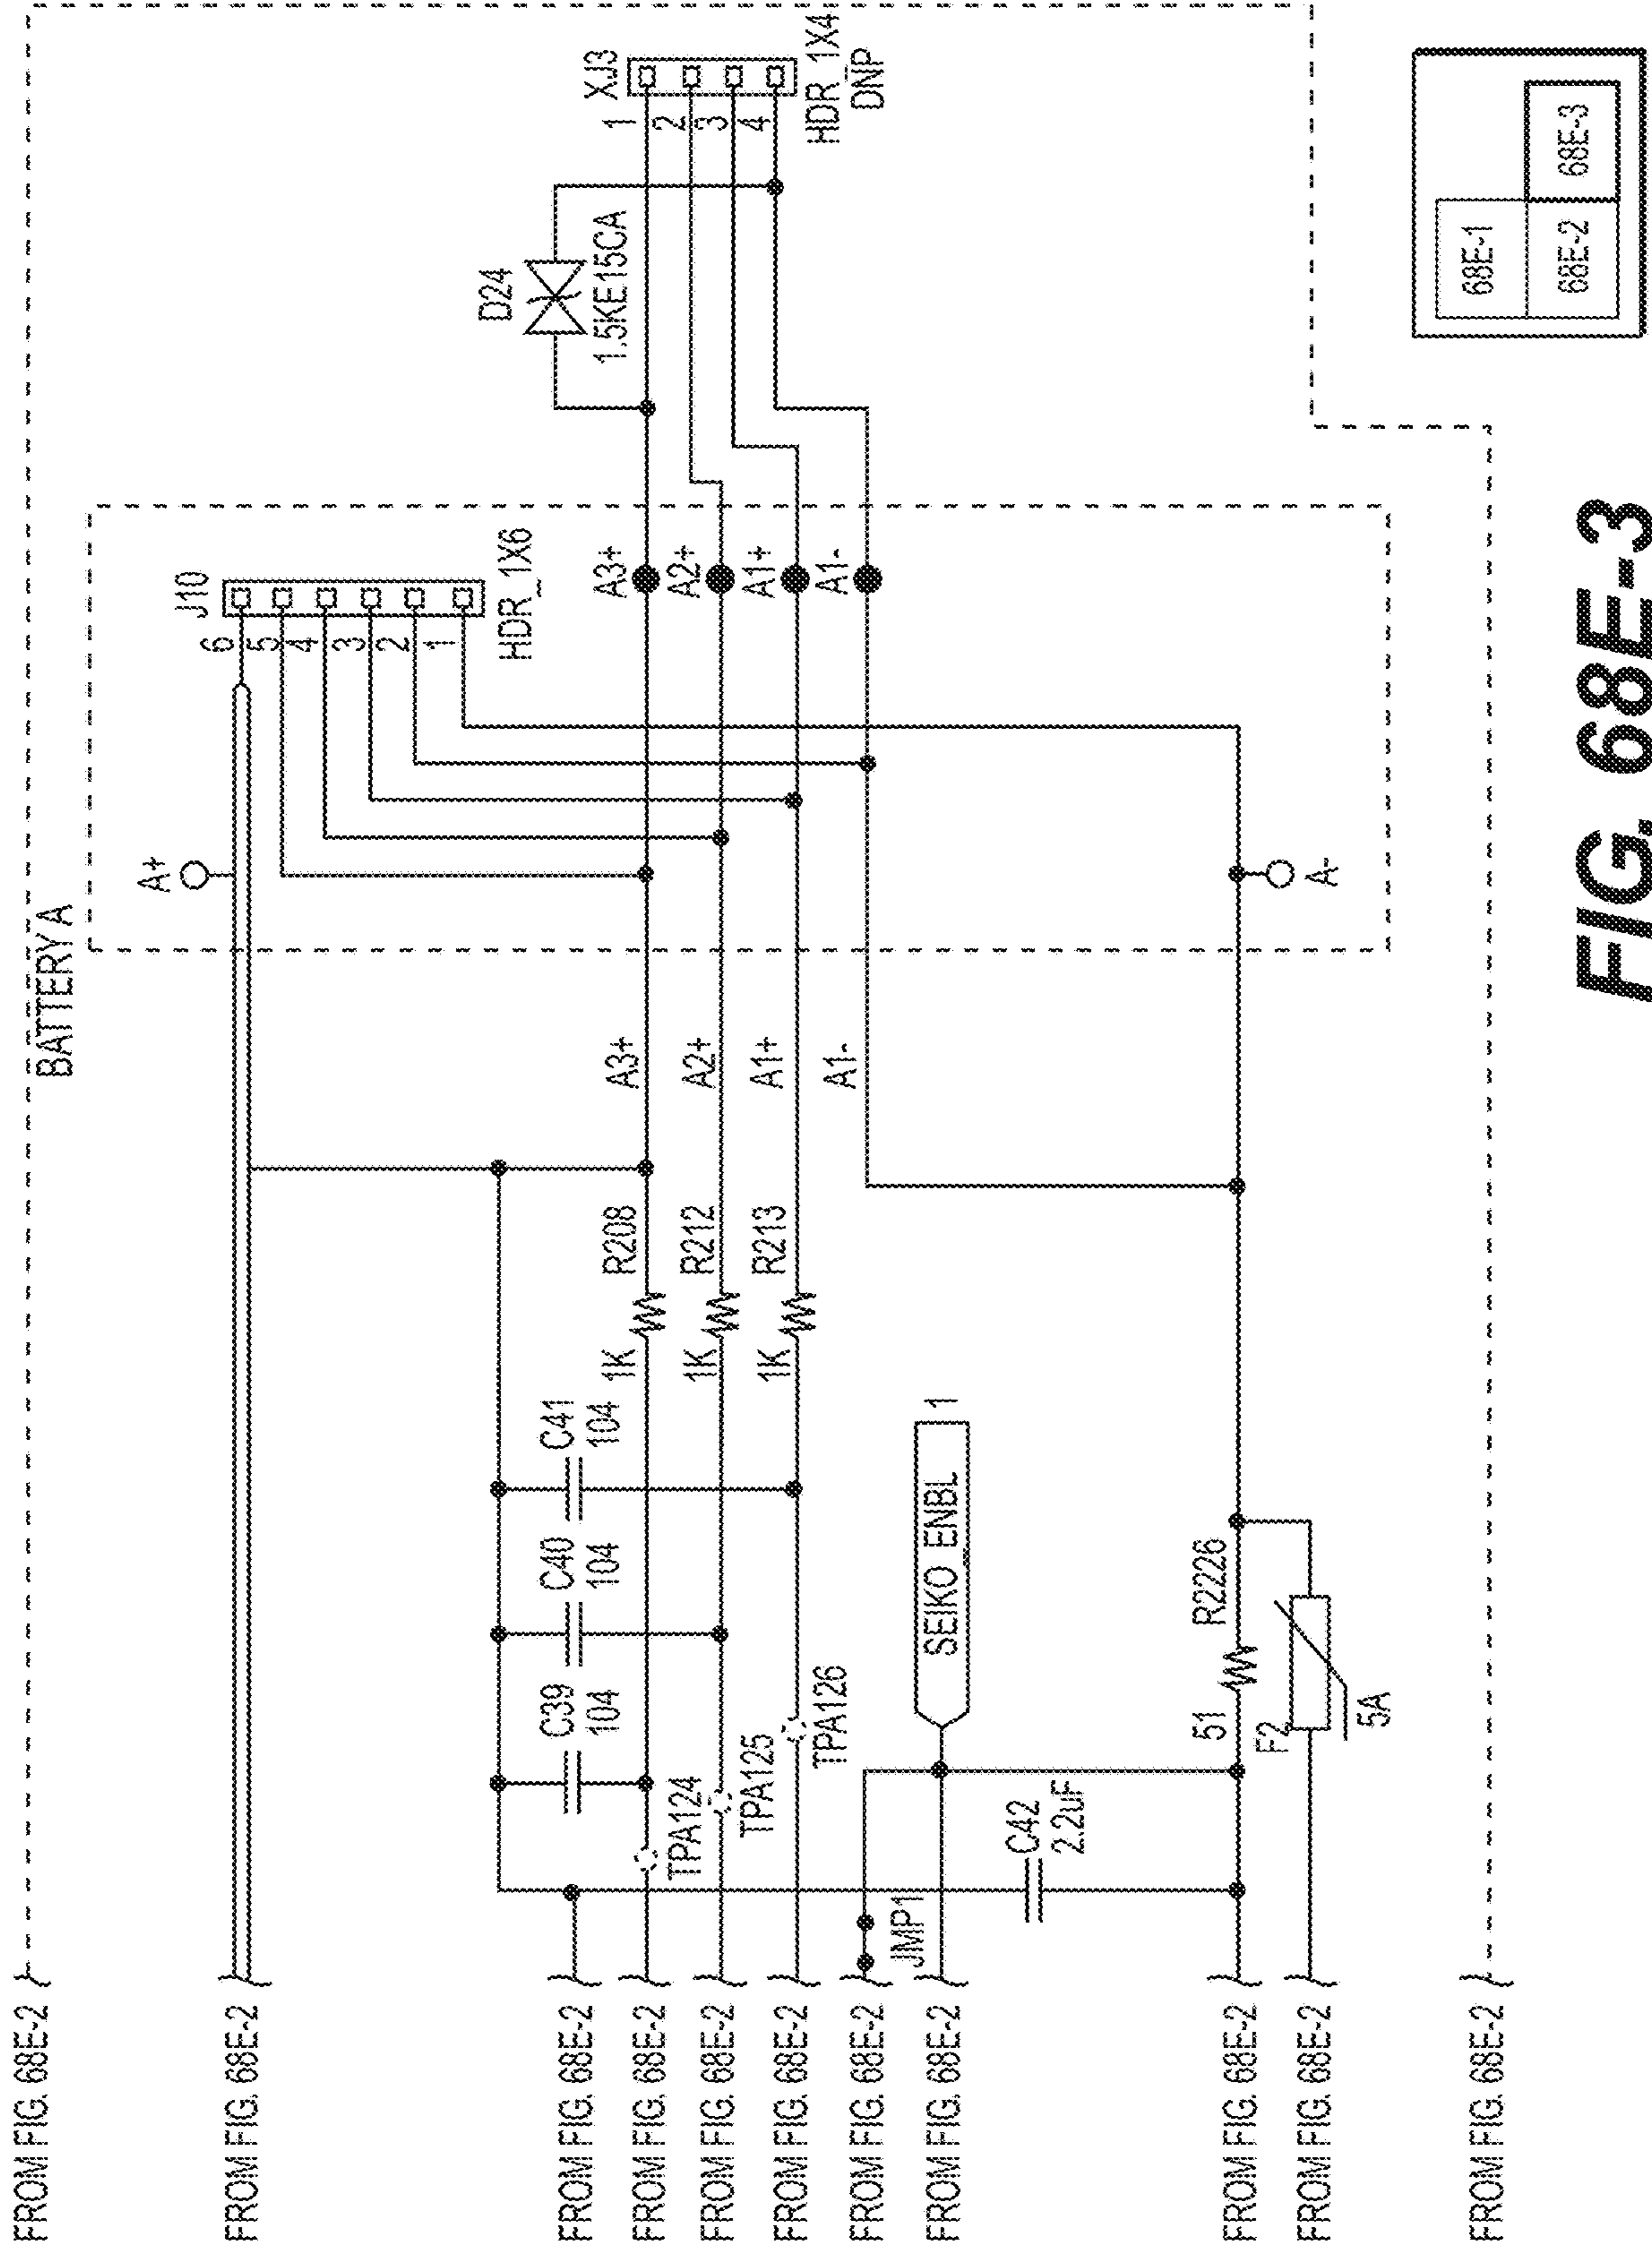 BATTERY A
A+
J10
6
5
4
3
2
1
HDR_1X6
XJ3
1
2
3
4
HDR_1X4
DNP
D24
1.5KE15CA
A3+
A2+
A1+
A1-
A3+
A2+
A1+
A1-
A-
C39
104
C40
104
C41
104
1K
R208
1K
R212
1K
R213
TPA124
TPA125
TPA126
SEIKO_ENBL
1
JMP1
C42
2.2uF
51
R2226
F2
5A
FROM FIG. 68E-2
FROM FIG. 68E-2
FROM FIG. 68E-2
FROM FIG. 68E-2
FROM FIG. 68E-2
FROM FIG. 68E-2
FROM FIG. 68E-2
FROM FIG. 68E-2
FROM FIG. 68E-2
FROM FIG. 68E-2
FROM FIG. 68E-2
68E-1
68E-2
68E-3
FIG. 68E-3